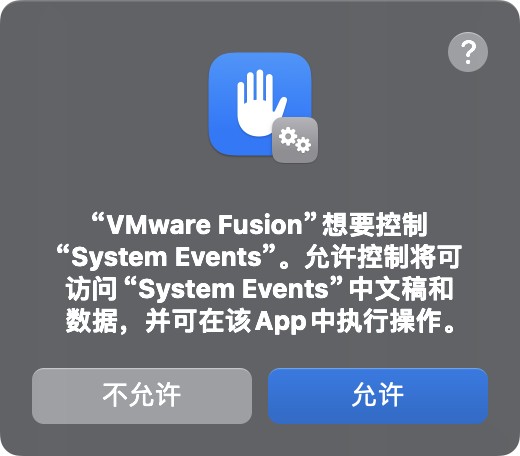 ?
“VMware Fusion”想要控制
“System Events”。允许控制将可
访问“System Events”中文稿和
数据，并可在该App中执行操作。
不允许
允许